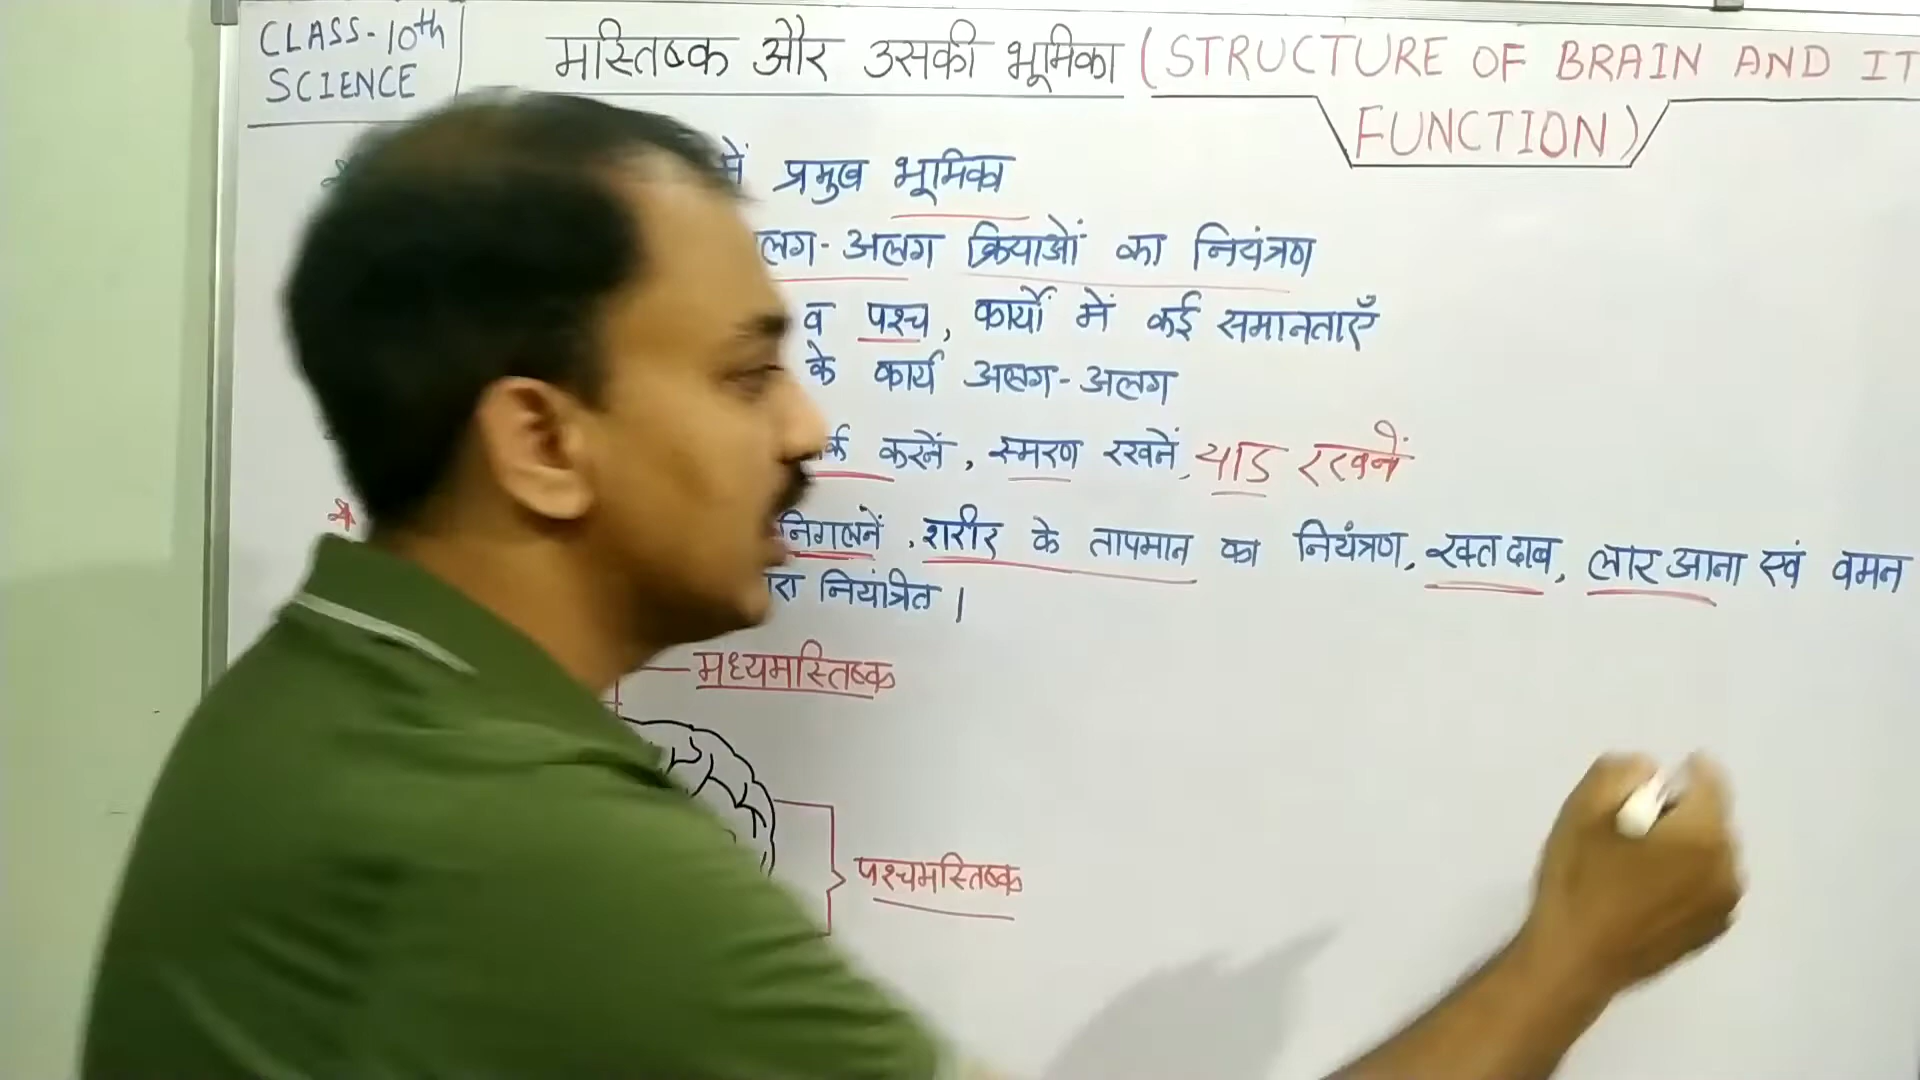 CLASS-10th
SCIENCE
मस्तिष्क और उसकी भूमिका (STRUCTURE OF BRAIN AND IT
FUNCTION)
में प्रमुख भूमिका
लग-अलग क्रियाओं का नियंत्रण
व पश्च, कार्यों में कई समानताएँ
के कार्य अलग-अलग
र्क करनें, स्मरण रखनें, याड रखनें
निगलनें, शरीर के तापमान का नियंत्रण, रक्तदाब, लार आना एवं वमन
रा नियंत्रित।
मध्यमस्तिष्क
पश्चमस्तिष्क